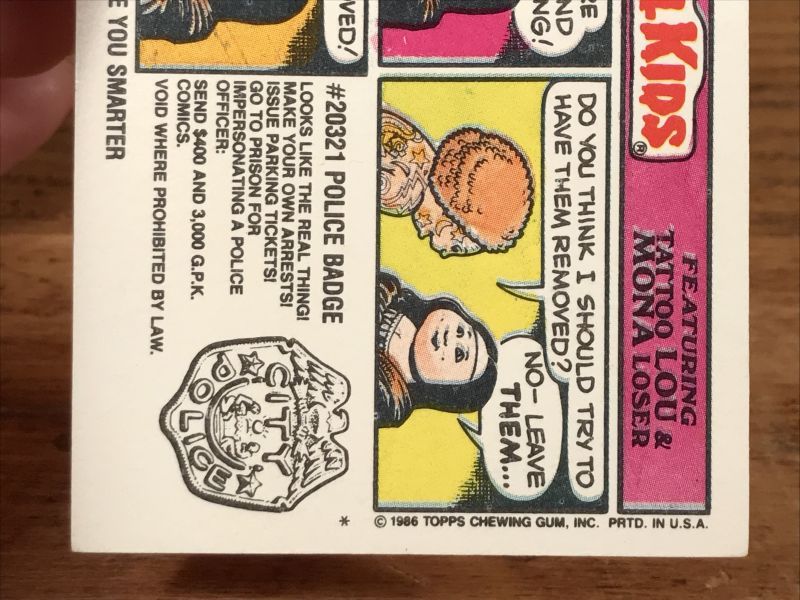 L KIDS®
FEATURING
TATTOO LOU &
MONA LOSER
RE
ND
NG!
VED!
DO YOU THINK I SHOULD TRY TO
HAVE THEM REMOVED?
NO- LEAVE
THEM...
© 1986 TOPPS CHEWING GUM, INC. PRTD. IN U.S.A.
#20321 POLICE BADGE
LOOKS LIKE THE REAL THING!
MAKE YOUR OWN ARRESTS!
ISSUE PARKING TICKETS!
GO TO PRISON FOR
IMPERSONATING A POLICE
OFFICER!
SEND $400 AND 3,000 G.P.K.
COMICS.
VOID WHERE PROHIBITED BY LAW.
CITY
POLICE
*
E YOU SMARTER